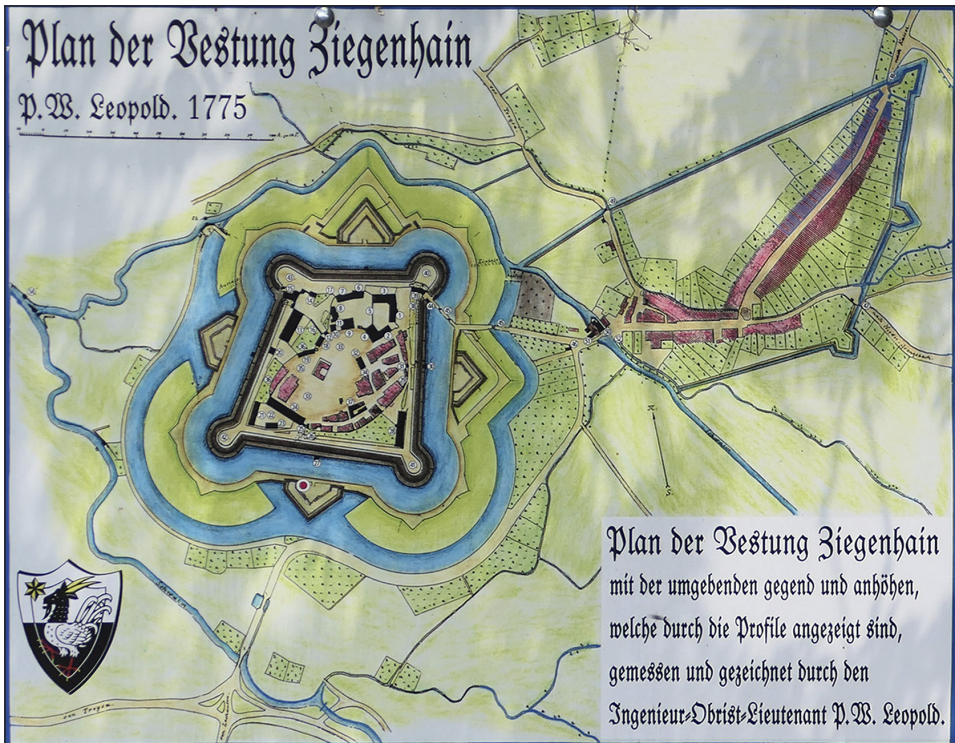 Plan der Vestung Ziegenhain
P.W. Leopold. 1775
Plan der Vestung Ziegenhain
mit der umgebenden gegend und anhöhen,
welche durch die Profile angezeigt sind,
gemessen und gezeichnet durch den
Ingenieur-Obrist-Lieutenant P.W. Leopold.